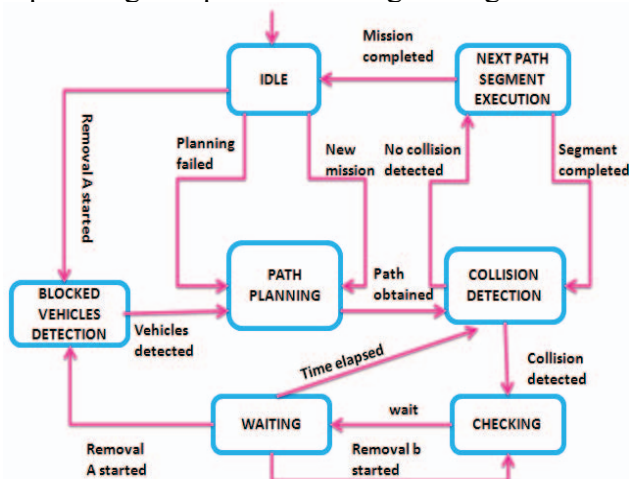 Mission
completed
NEXT PATH
SEGMENT
EXECUTION
IDLE
Removal A started
Planning
failed
New
mission
No collision
detected
Segment
completed
PATH
PLANNING
Path
obtained
COLLISION
DETECTION
BLOCKED
VEHICLES
DETECTION
Vehicles
detected
Time elapsed
Collision
detected
WAITING
wait
CHECKING
Removal
A started
Removal b
started